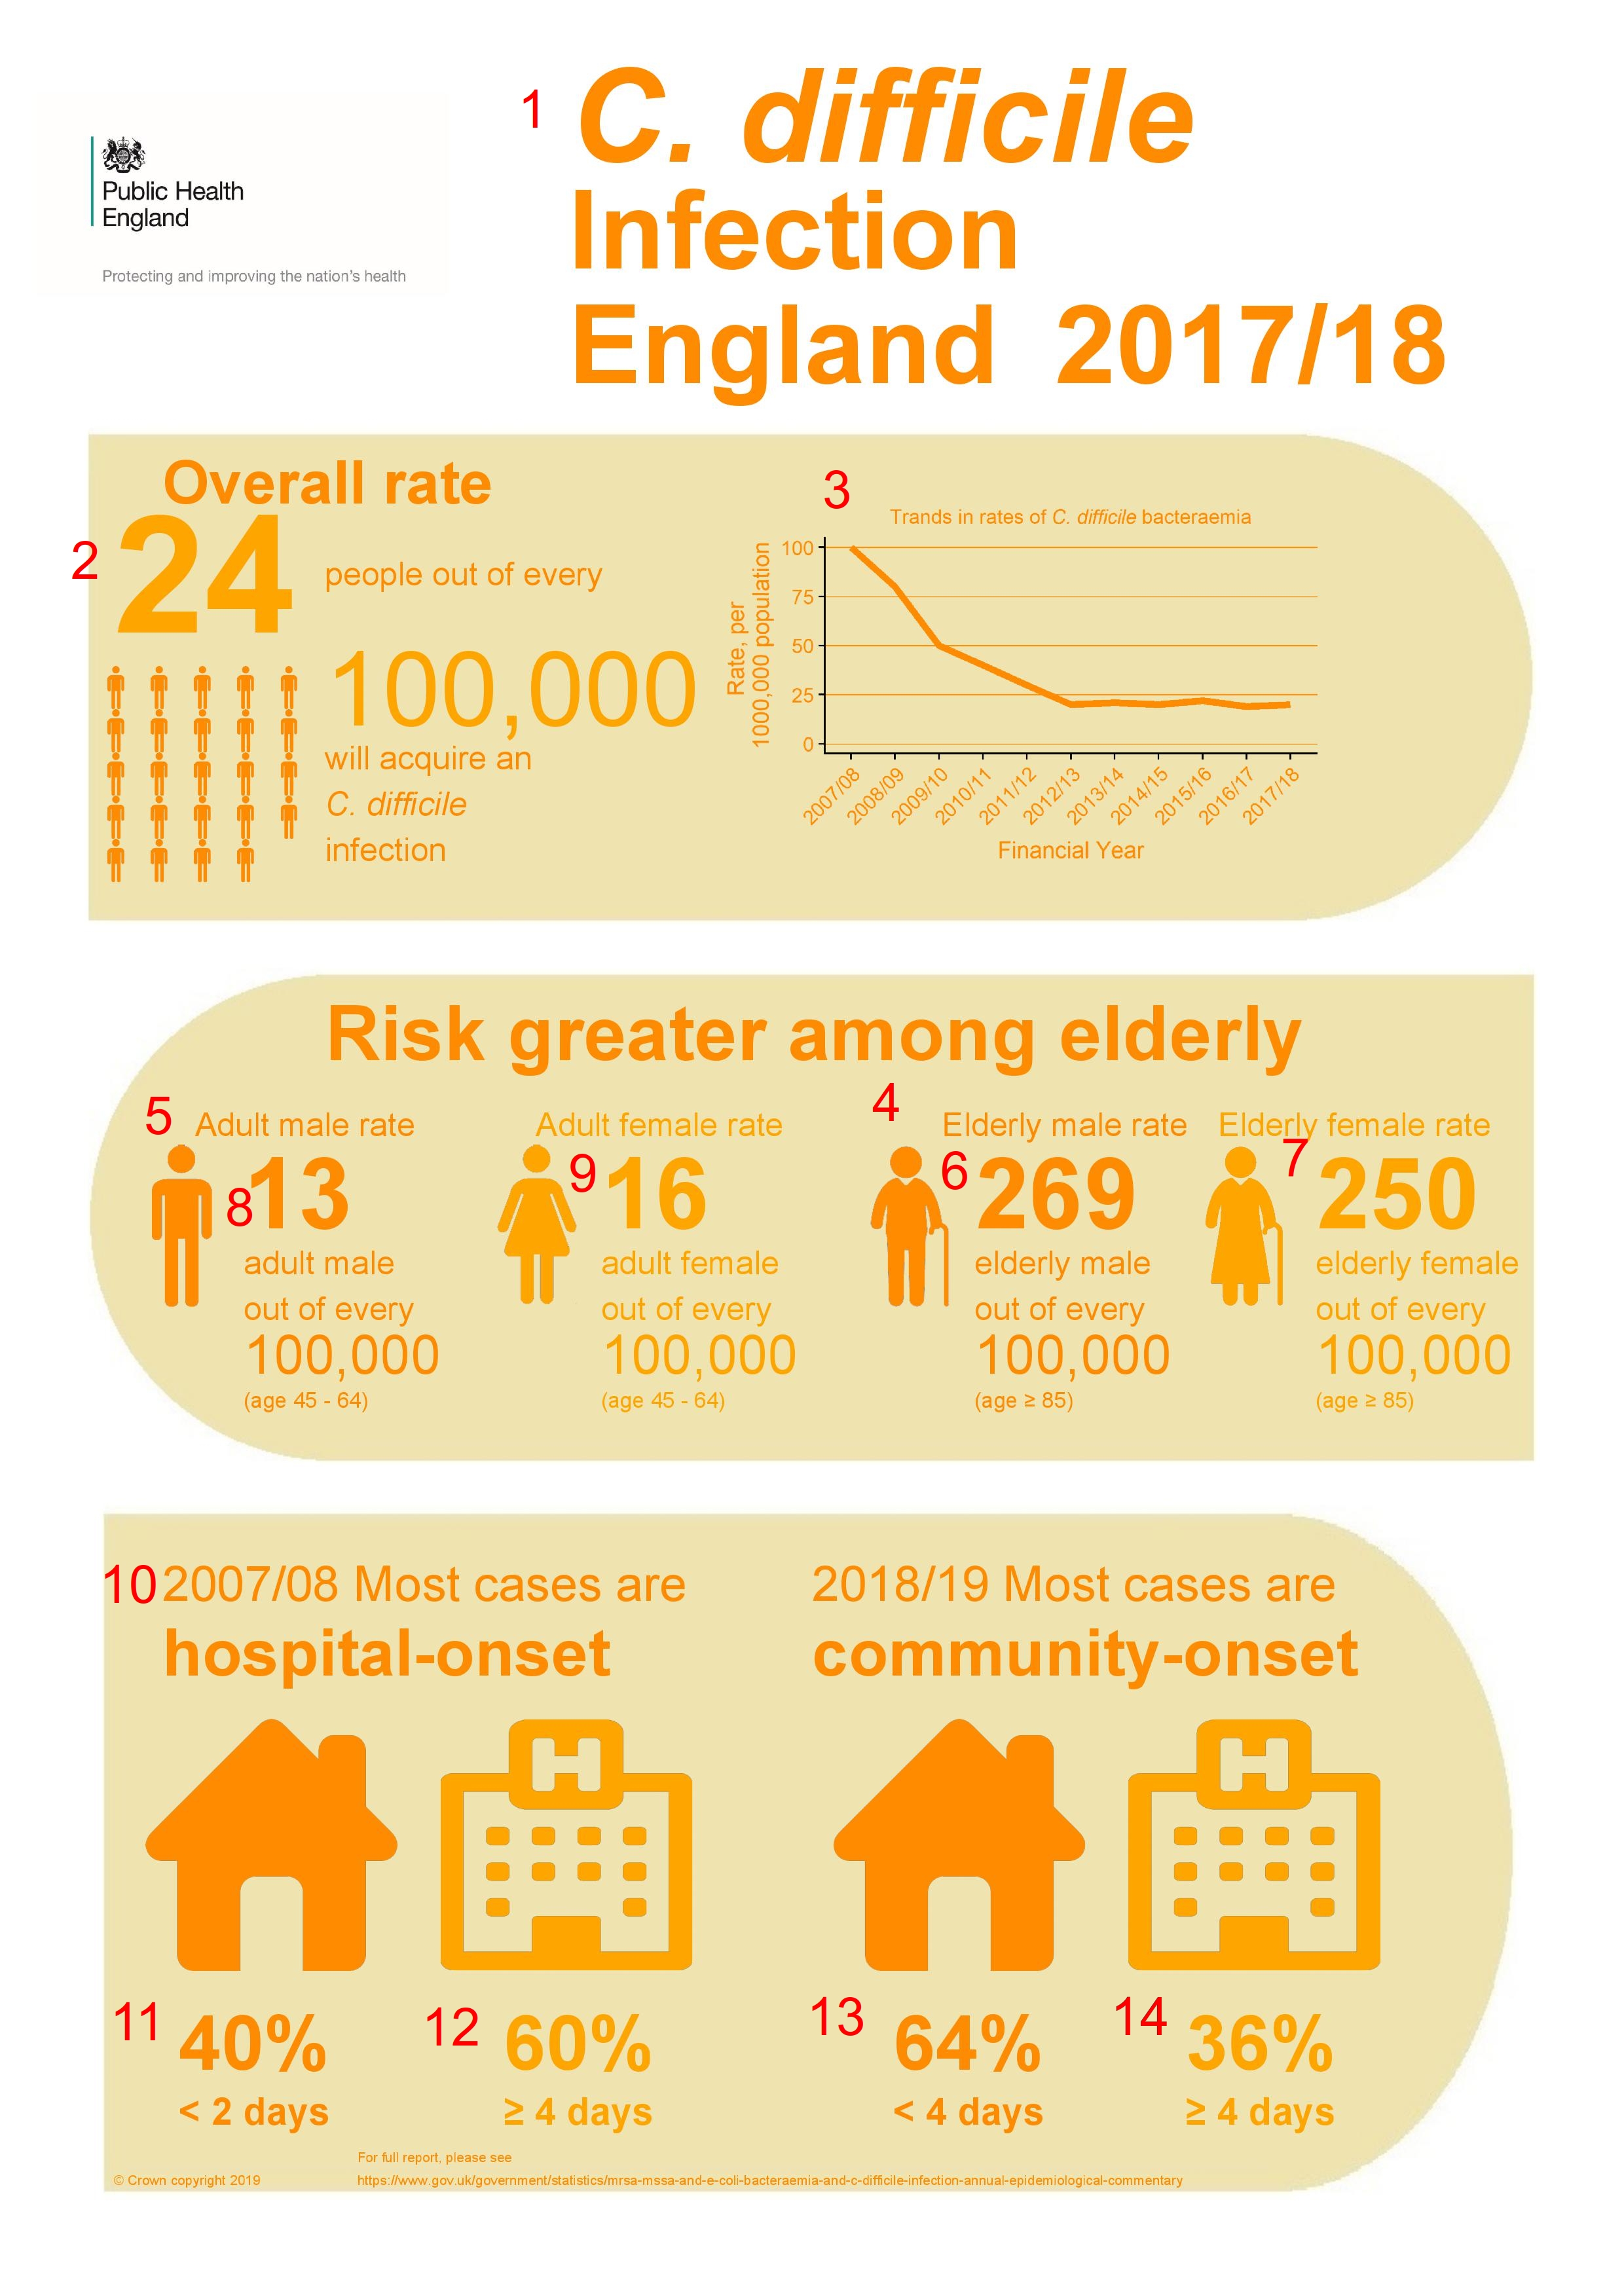 Public Health
England
Protecting and improving the nation's health
1
C. difficile
Infection
England 2017/18
Overall rate
2
24
people out of every
100,000
will acquire an
C. difficile
infection
3
Trands in rates of C. difficile bacteraemia
Rate, per
1000,000 population
100
75
50
25
0
2007/08
2008/09
2009/10
2010/11
2011/12
2012/13
2013/14
2014/15
2015/16
2016/17
2017/18
Financial Year
Risk greater among elderly
5
Adult male rate
8
13
adult male
out of every
100,000
(age 45 - 64)
Adult female rate
9
16
adult female
out of every
100,000
(age 45 - 64)
4
Elderly male rate
6
269
elderly male
out of every
100,000
(age ≥ 85)
Elderly female rate
7
250
elderly female
out of every
100,000
(age ≥ 85)
10
2007/08 Most cases are
hospital-onset
H
11
40%
< 2 days
12
60%
≥ 4 days
2018/19 Most cases are
community-onset
H
13
64%
< 4 days
14
36%
≥ 4 days
For full report, please see
© Crown copyright 2019
https://www.gov.uk/government/statistics/mrsa-mssa-and-e-coli-bacteraemia-and-c-difficile-infection-annual-epidemiological-commentary